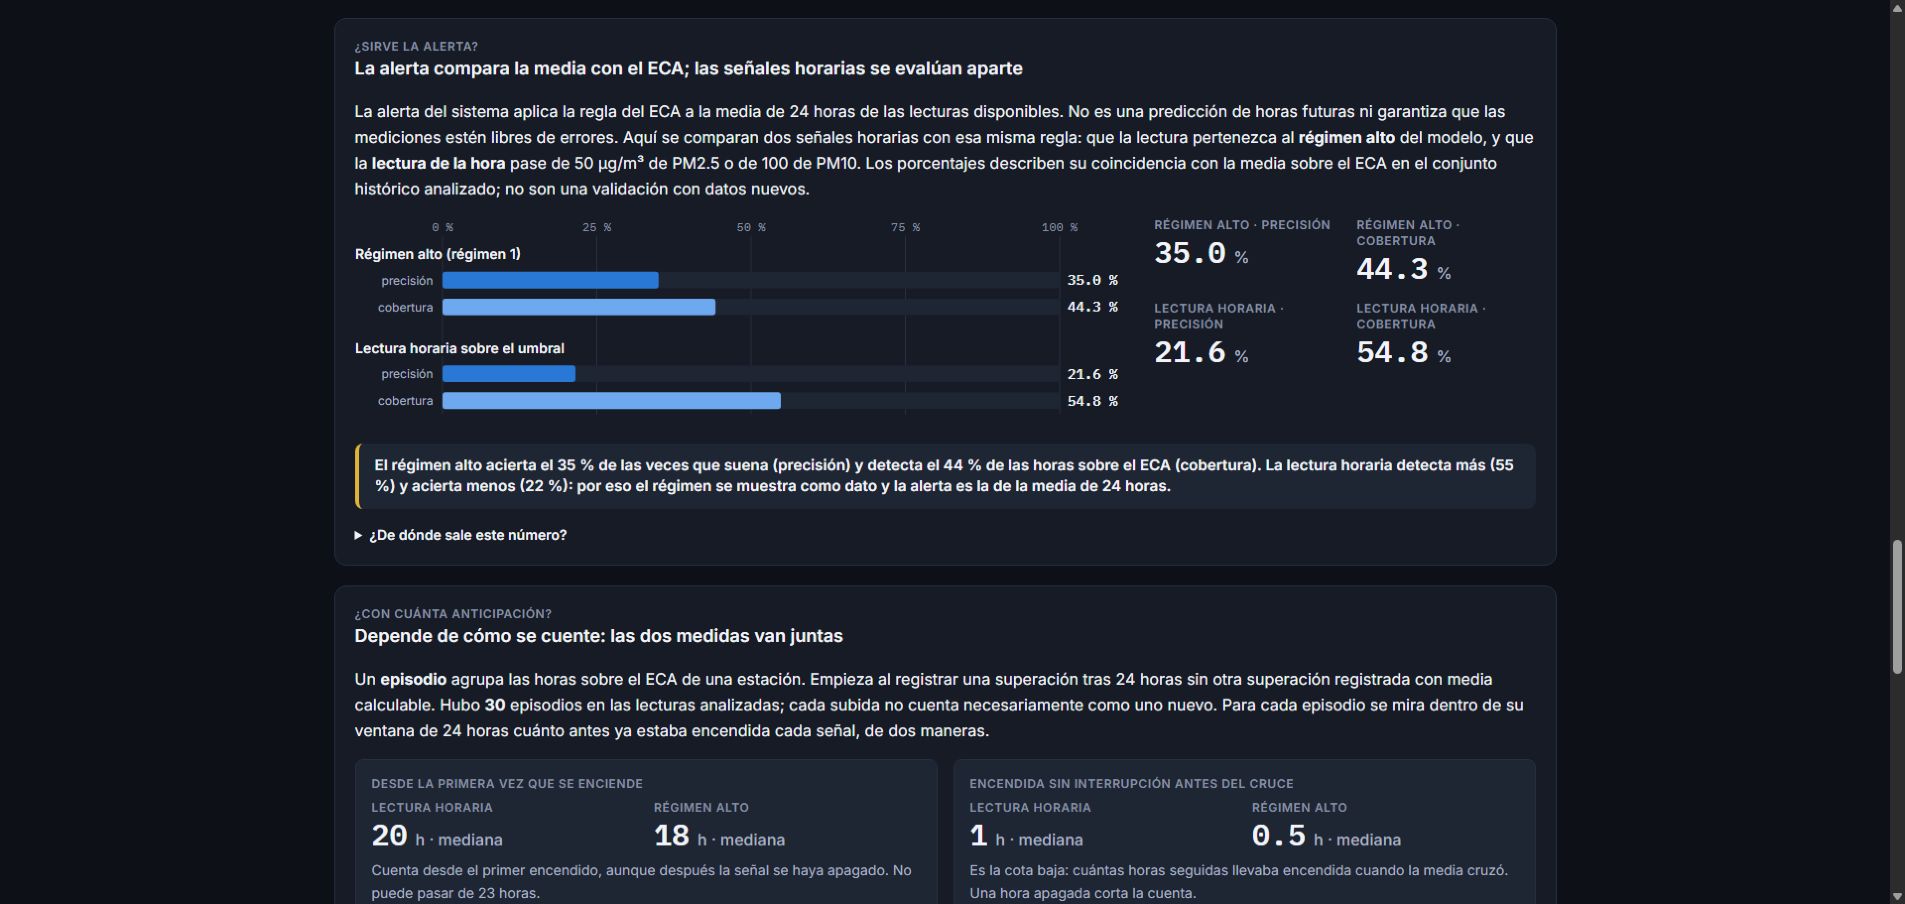 ¿SIRVE LA ALERTA?
La alerta compara la media con el ECA; las señales horarias se evalúan aparte
La alerta del sistema aplica la regla del ECA a la media de 24 horas de las lecturas disponibles. No es una predicción de horas futuras ni garantiza que las
mediciones estén libres de errores. Aquí se comparan dos señales horarias con esa misma regla: que la lectura pertenezca al régimen alto del modelo, y que
la lectura de la hora pase de 50 µg/m³ de PM2.5 o de 100 de PM10. Los porcentajes describen su coincidencia con la media sobre el ECA en el conjunto
histórico analizado; no son una validación con datos nuevos.
0 % 25 % 50 % 75 % 100 %
Régimen alto (régimen 1)
precisión 35.0 %
cobertura 44.3 %
Lectura horaria sobre el umbral
precisión 21.6 %
cobertura 54.8 %
RÉGIMEN ALTO · PRECISIÓN
35.0 %
RÉGIMEN ALTO ·
COBERTURA
44.3 %
LECTURA HORARIA ·
PRECISIÓN
21.6 %
LECTURA HORARIA ·
COBERTURA
54.8 %
El régimen alto acierta el 35 % de las veces que suena (precisión) y detecta el 44 % de las horas sobre el ECA (cobertura). La lectura horaria detecta más (55
%) y acierta menos (22 %): por eso el régimen se muestra como dato y la alerta es la de la media de 24 horas.
¿De dónde sale este número?
¿CON CUÁNTA ANTICIPACIÓN?
Depende de cómo se cuente: las dos medidas van juntas
Un episodio agrupa las horas sobre el ECA de una estación. Empieza al registrar una superación tras 24 horas sin otra superación registrada con media
calculable. Hubo 30 episodios en las lecturas analizadas; cada subida no cuenta necesariamente como uno nuevo. Para cada episodio se mira dentro de su
ventana de 24 horas cuánto antes ya estaba encendida cada señal, de dos maneras.
DESDE LA PRIMERA VEZ QUE SE ENCIENDE
LECTURA HORARIA
20 h · mediana
RÉGIMEN ALTO
18 h · mediana
Cuenta desde el primer encendido, aunque después la señal se haya apagado. No
puede pasar de 23 horas.
ENCENDIDA SIN INTERRUPCIÓN ANTES DEL CRUCE
LECTURA HORARIA
1 h · mediana
RÉGIMEN ALTO
0.5 h · mediana
Es la cota baja: cuántas horas seguidas llevaba encendida cuando la media cruzó.
Una hora apagada corta la cuenta.